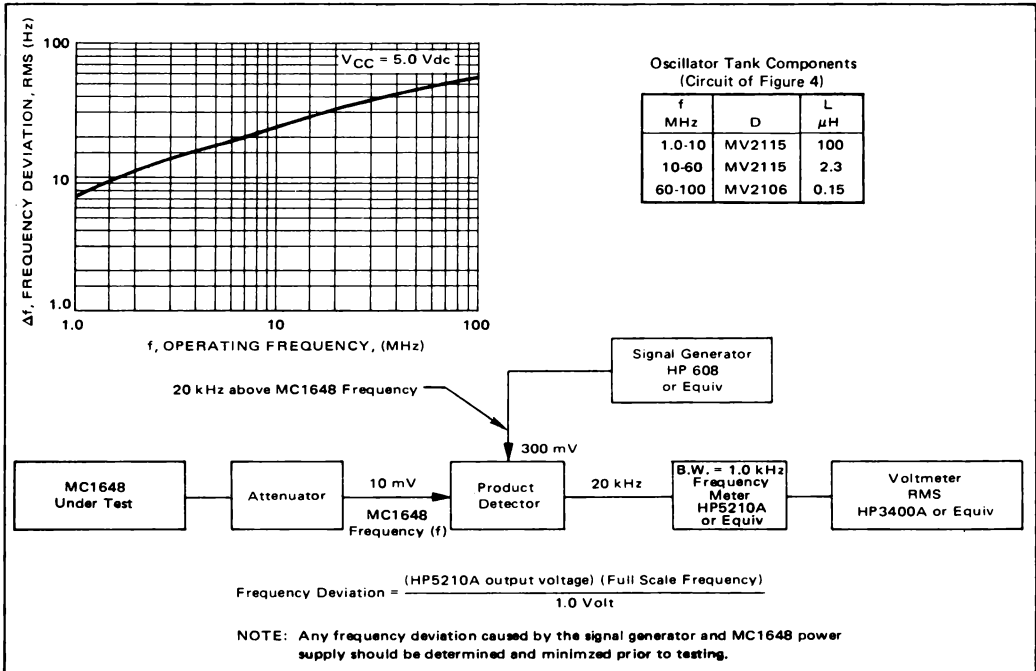 Δf, FREQUENCY DEVIATION, RMS (Hz)
100
10
1.0
VCC = 5.0 Vdc
1.0
10
100
f, OPERATING FREQUENCY, (MHz)
Oscillator Tank Components
(Circuit of Figure 4)
f
MHz
D
L
μH
1.0-10 MV2115 100
10-60 MV2115 2.3
60-100 MV2106 0.15
Signal Generator
HP 608
or Equiv
20 kHz above MC1648 Frequency
300 mV
MC1648
Under Test
Attenuator
10 mV
MC1648
Frequency (f)
Product
Detector
20 kHz
B.W. = 1.0 kHz
Frequency
Meter
HP5210A
or Equiv
Voltmeter
RMS
HP3400A or Equiv
Frequency Deviation = (HP5210A output voltage) (Full Scale Frequency)
1.0 Volt
NOTE: Any frequency deviation caused by the signal generator and MC1648 power
supply should be determined and minimzed prior to testing.